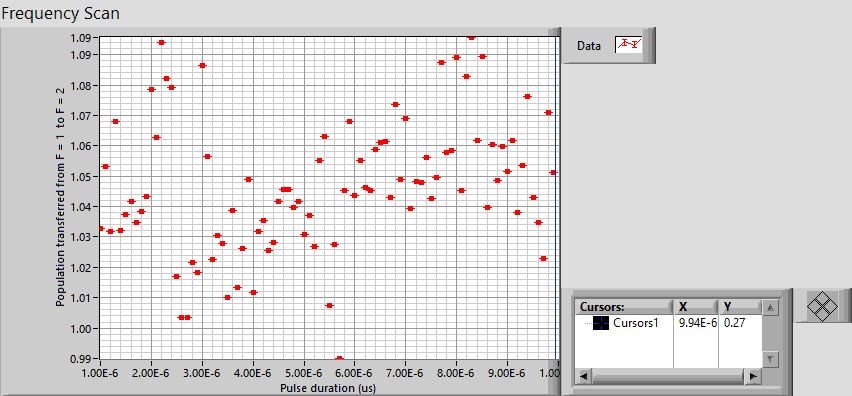 Frequency Scan
Data
Population transferred from F = 1 to F = 2
1.09
1.09
1.08
1.07
1.06
1.05
1.04
1.03
1.02
1.01
1.00
0.99
1.00E-6 2.00E-6 3.00E-6 4.00E-6 5.00E-6 6.00E-6 7.00E-6 8.00E-6 9.00E-6 1.00
Pulse duration (us)
Cursors: X Y
Cursors1 9.94E-6 0.27